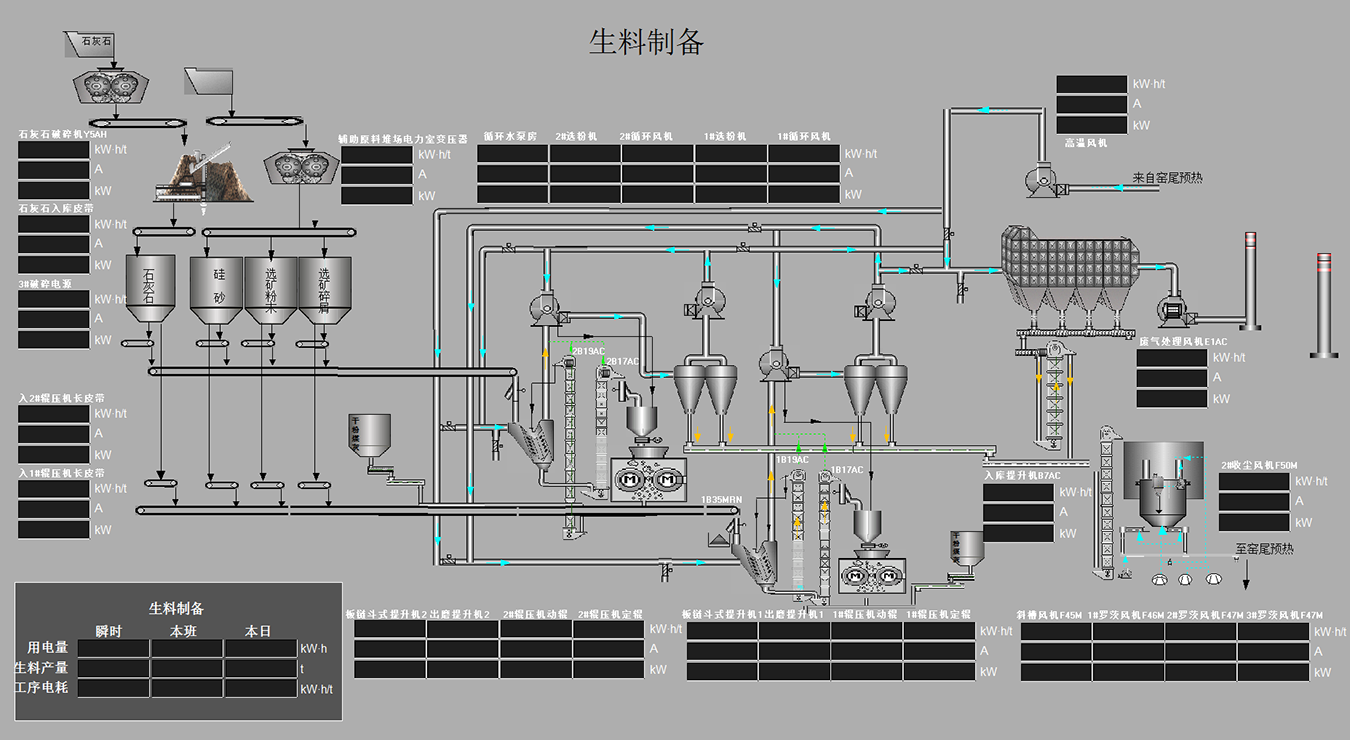 生料制备
石灰石
kW·h/t
A
kW
高温风机
来自窑尾预热
石灰石破碎机Y5AH
kW·h/t
A
kW
辅助原料堆场电力室变压器
kW·h/t
A
kW
循环水泵房 2#选粉机 2#循环风机 1#选粉机 1#循环风机
kW·h/t
A
kW
石灰石入库皮带
kW·h/t
A
kW
石灰石
硅砂
选矿粉末
选矿碎屑
3#破碎电源
kW·h/t
A
kW
2B19AC
2B17AC
废气处理风机E1AC
kW·h/t
A
kW
入2#辊压机长皮带
kW·h/t
A
kW
干粉煤灰
M M
1B19AC
1B17AC
入1#辊压机长皮带
kW·h/t
A
kW
1B35MRN
入库提升机B7AC
kW·h/t
A
kW
2#收尘风机F50M
kW·h/t
A
kW
干粉煤灰
M M
至窑尾预热
生料制备
瞬时 本班 本日
用电量 kW·h
生料产量 t
工序电耗 kW·h/t
板链斗式提升机2 出磨提升机2 2#辊压机动辊 2#辊压机定辊
kW·h/t
A
kW
板链斗式提升机1 出磨提升机1 1#辊压机动辊 1#辊压机定辊
kW·h/t
A
kW
斜槽风机F45M 1#罗茨风机F46M 2#罗茨风机F47M 3#罗茨风机F47M
kW·h/t
A
kW